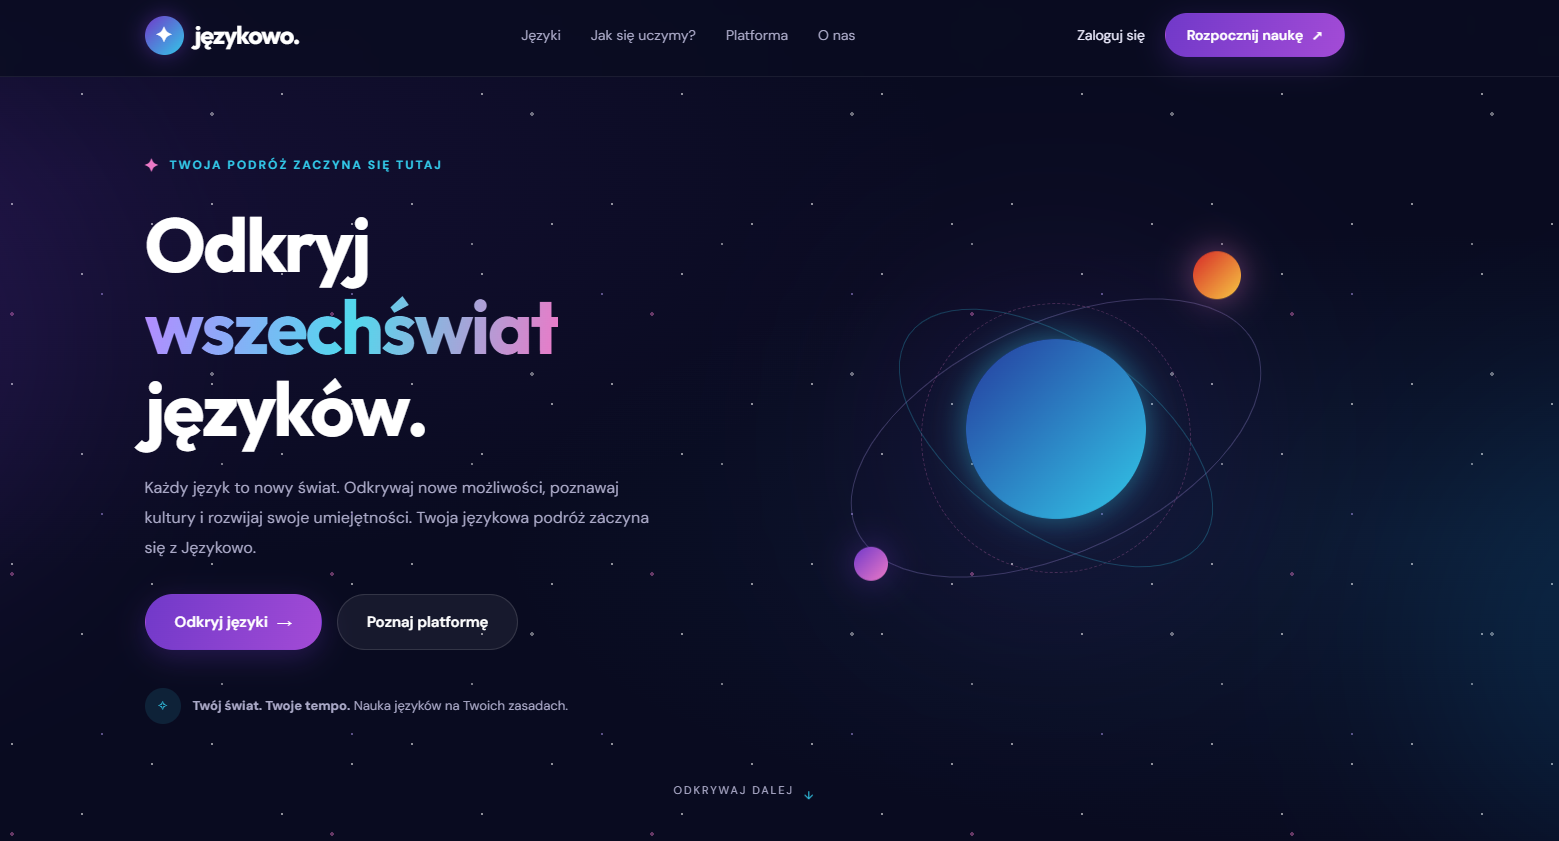 językowo.
Języki
Jak się uczymy?
Platforma
O nas
Zaloguj się
Rozpocznij naukę ↗
TWOJA PODRÓŻ ZACZYNA SIĘ TUTAJ
Odkryj
wszechświat
języków.
Każdy język to nowy świat. Odkrywaj nowe możliwości, poznawaj
kultury i rozwijaj swoje umiejętności. Twoja językowa podróż zaczyna
się z Językowo.
Odkryj języki →
Poznaj platformę
Twój świat. Twoje tempo. Nauka języków na Twoich zasadach.
ODKRYWAJ DALEJ ↓